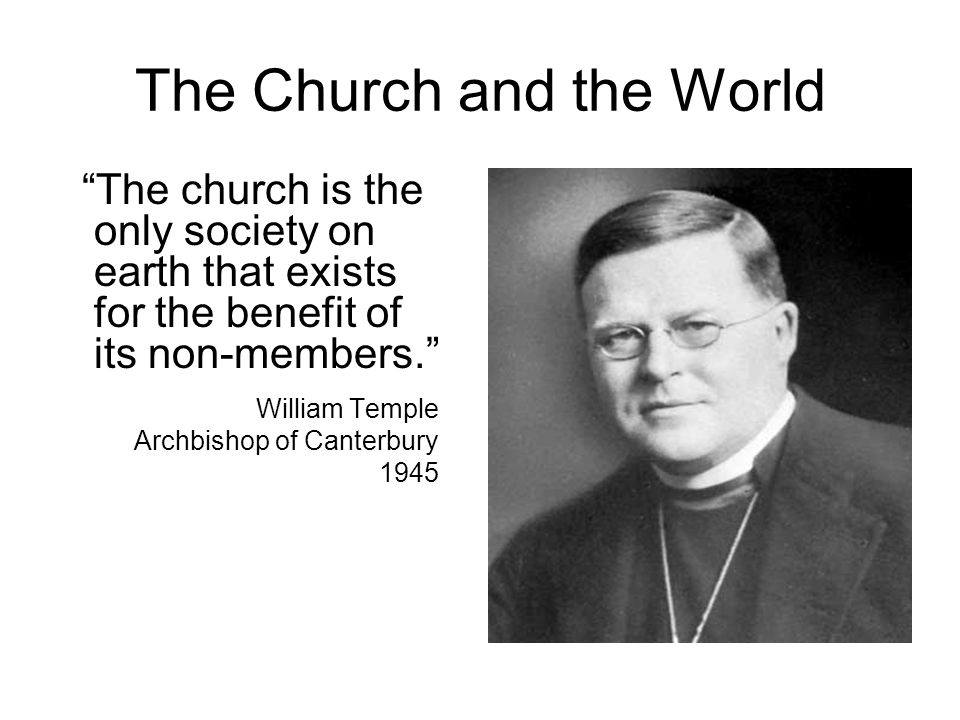 The Church and the World
“The church is the
only society on
earth that exists
for the benefit of
its non-members.”
William Temple
Archbishop of Canterbury
1945